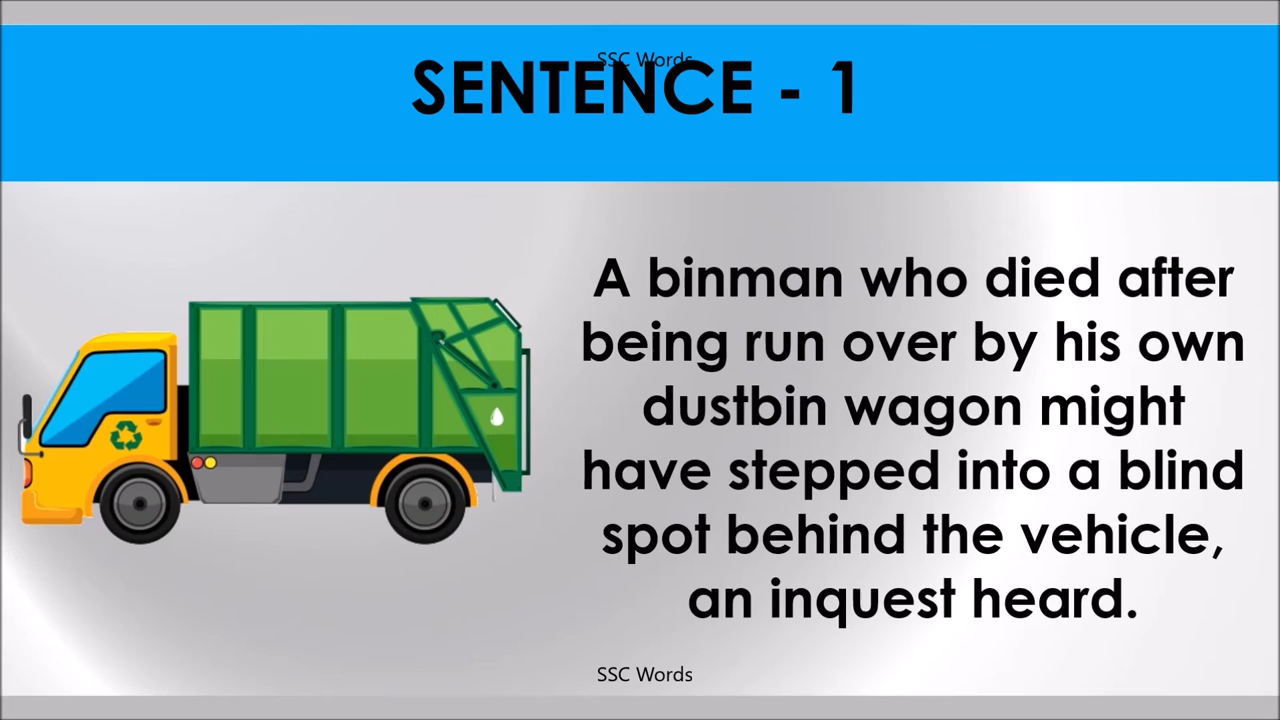 SSC Words
SENTENCE - 1
A binman who died after
being run over by his own
dustbin wagon might
have stepped into a blind
spot behind the vehicle,
an inquest heard.
SSC Words